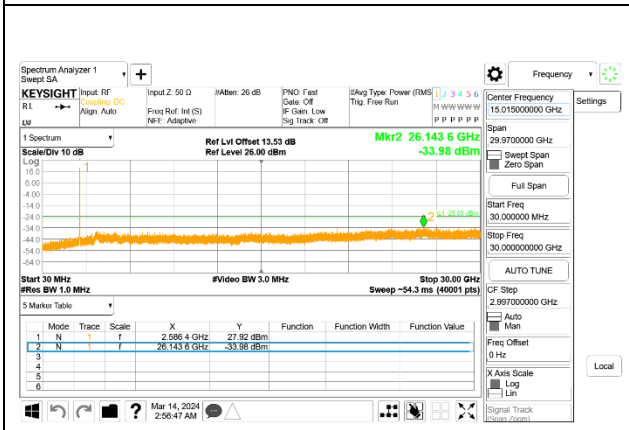 Spectrum Analyzer 1
Swept SA
+
Frequency
Settings
KEYSIGHT
RL
Input: RF
Coupling: DC
Align: Auto
Input Z: 50 Ω
Freq Ref: Int (S)
NFE: Adaptive
#Atten: 26 dB
PNO: Fast
Gate: Off
IF Gain: Low
Sig Track: Off
#Avg Type: Power (RMS
Trig: Free Run
1 2 3 4 5 6
M W W W W W
P P P P P P
1 Spectrum
Scale/Div 10 dB
Ref Lvl Offset 13.53 dB
Ref Level 26.00 dBm
Mkr2 26.143 6 GHz
-33.98 dBm
Log
16.0
6.00
-4.00
-14.0
-24.0
-34.0
-44.0
-54.0
-64.0
1
2
Start 30 MHz
#Res BW 1.0 MHz
#Video BW 3.0 MHz
Stop 30.00 GHz
Sweep ~54.3 ms (40001 pts)
5 Marker Table
Mode Trace Scale X Y Function Function Width Function Value
1 N 1 f 2.586 4 GHz 27.92 dBm
2 N 1 f 26.143 6 GHz -33.98 dBm
3
4
5
6
Center Frequency
15.015000000 GHz
Span
29.9700000 GHz
Swept Span
Zero Span
Full Span
Start Freq
30.000000 MHz
Stop Freq
30.000000000 GHz
AUTO TUNE
CF Step
2.997000000 GHz
Auto
Man
Freq Offset
0 Hz
X Axis Scale
Log
Lin
Signal Track
(Span Zoom)
Local
?
Mar 14, 2024
2:56:47 AM